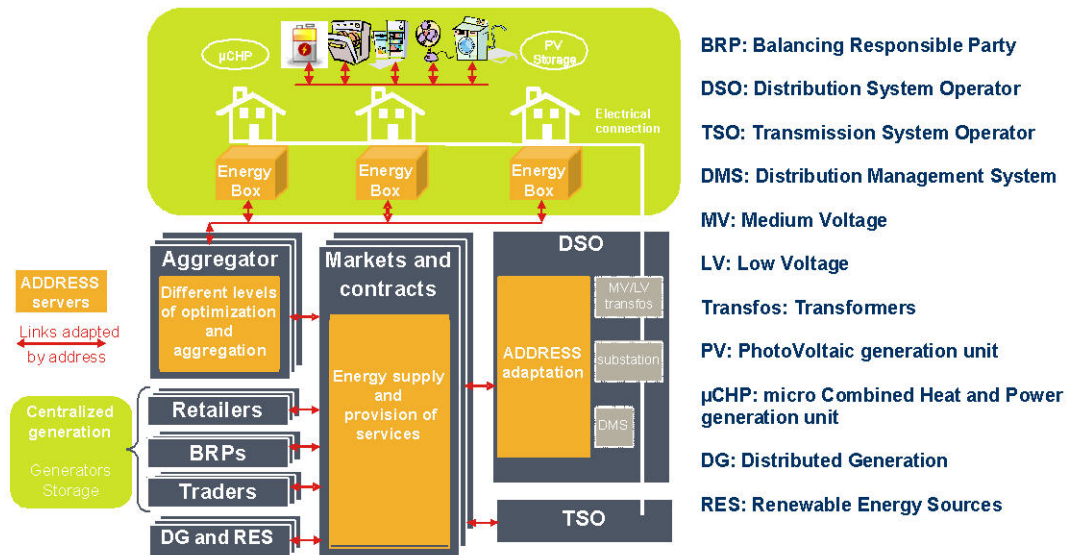 µCHP
PV
Storage
Electrical
connection
Energy
Box
Energy
Box
Energy
Box
Aggregator
Different levels
of optimization
and
aggregation
Markets and
contracts
Energy supply
and
provision of
services
DSO
ADDRESS
adaptation
MV/LV
transfos
substation
DMS
TSO
ADDRESS
servers
Links adapted
by address
Centralized
generation
Generators
Storage
Retailers
BRPs
Traders
DG and RES
BRP: Balancing Responsible Party
DSO: Distribution System Operator
TSO: Transmission System Operator
DMS: Distribution Management System
MV: Medium Voltage
LV: Low Voltage
Transfos: Transformers
PV: PhotoVoltaic generation unit
µCHP: micro Combined Heat and Power
generation unit
DG: Distributed Generation
RES: Renewable Energy Sources